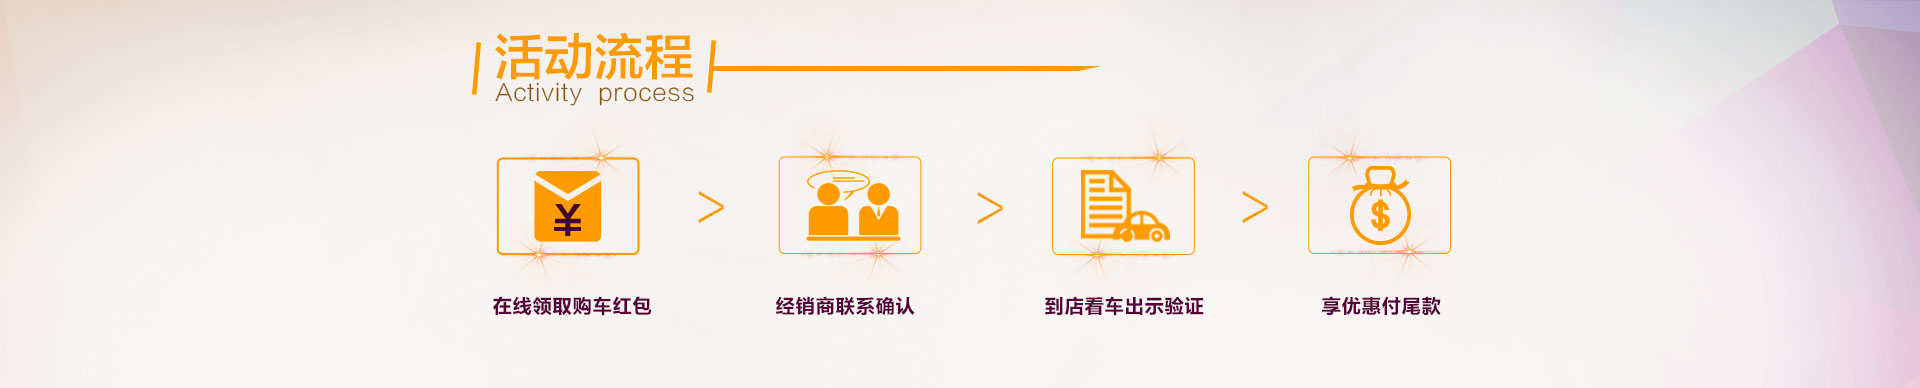 活动流程
Activity process
¥
>
>
>
$
在线领取购车红包
经销商联系确认
到店看车出示验证
享优惠付尾款